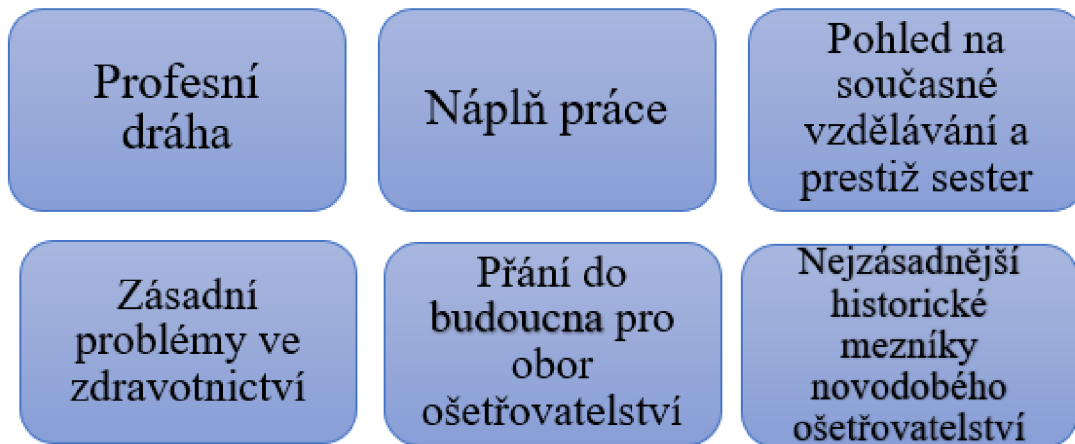 Profesní
dráha
Náplň práce
Pohled na
současné
vzdělávání a
prestiž sester
Zásadní
problémy ve
zdravotnictví
Přání do
budoucna pro
obor
ošetřovatelství
Nejzásadnější
historické
mezníky
novodobého
ošetřovatelství